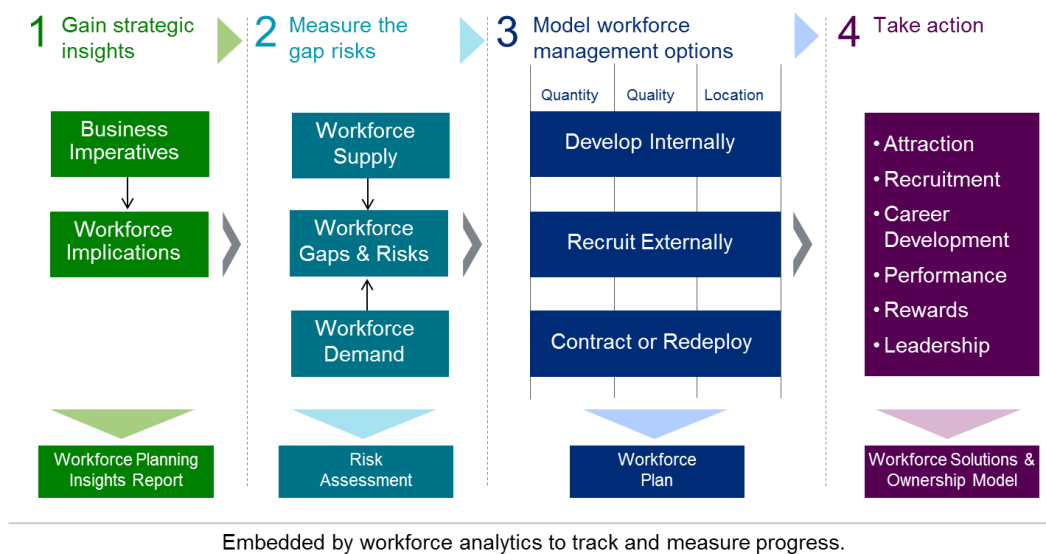 1 Gain strategic
insights
2 Measure the
gap risks
3 Model workforce
management options
4 Take action
Business
Imperatives
Workforce
Implications
Workforce Planning
Insights Report
Workforce
Supply
Workforce
Gaps & Risks
Workforce
Demand
Risk
Assessment
Quantity Quality Location
Develop Internally
Recruit Externally
Contract or Redeploy
Workforce
Plan
• Attraction
• Recruitment
• Career
Development
• Performance
• Rewards
• Leadership
Workforce Solutions &
Ownership Model
Embedded by workforce analytics to track and measure progress.